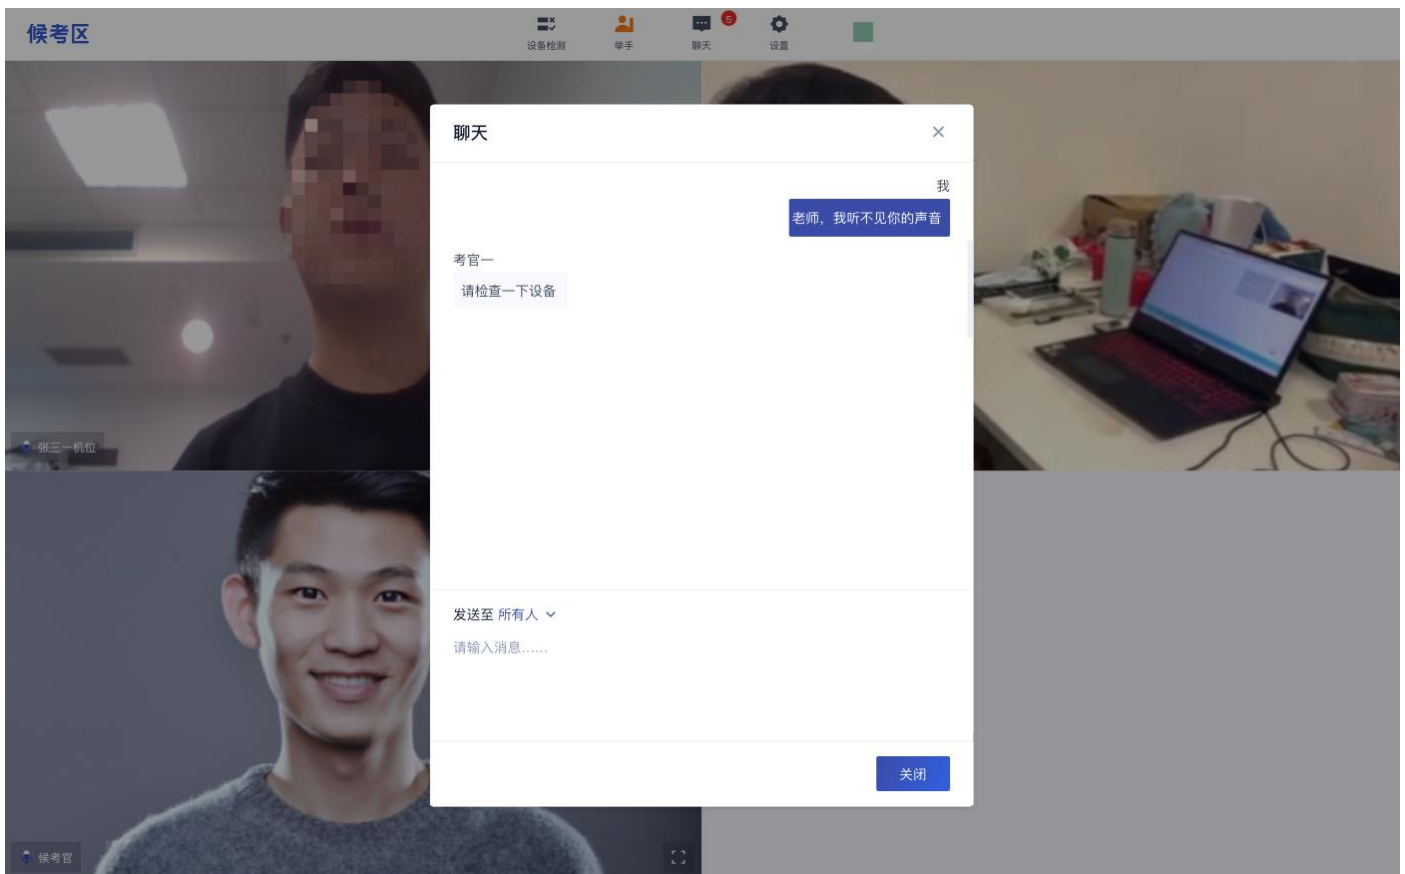 候考区
设备检测
举手
聊天
5
设置
聊天
我
老师，我听不见你的声音
考官一
请检查一下设备
张三一机位
发送至 所有人
请输入消息……
关闭
候考官